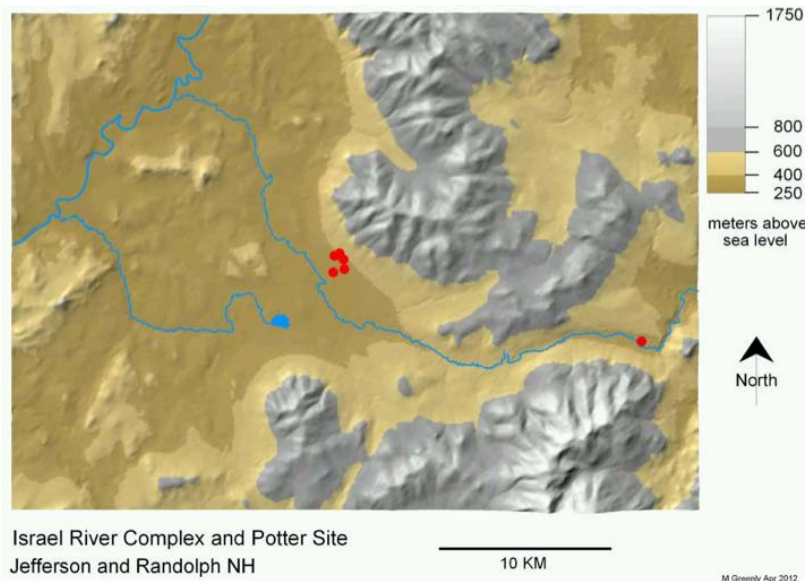 1750
800
600
400
250
meters above
sea level
North
Israel River Complex and Potter Site
Jefferson and Randolph NH
10 KM
M Greenly Apr 2012